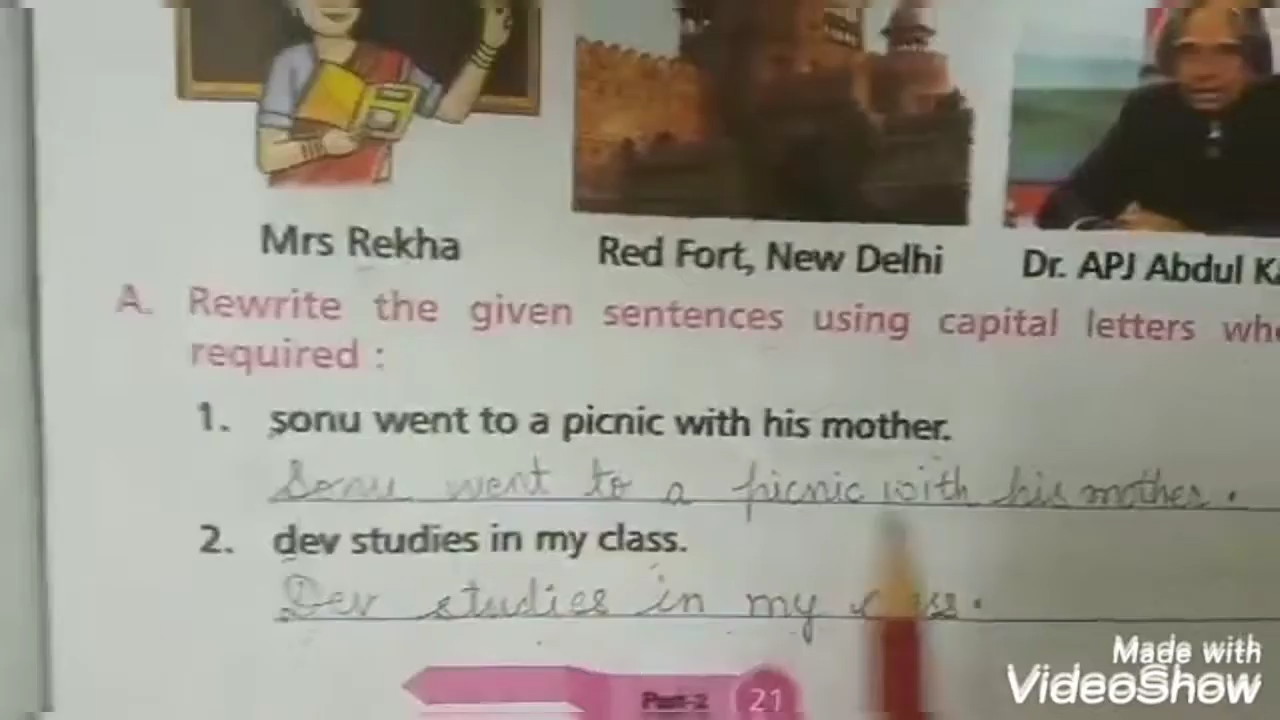 Mrs Rekha
Red Fort, New Delhi
Dr. APJ Abdul
A. Rewrite the given sentences using capital letters
required :
1. sonu went to a picnic with his mother.
Sonu went to a picnic with his mother.
2. dev studies in my class.
Dev studies in my
Part-2
21
Made with
VideoShow